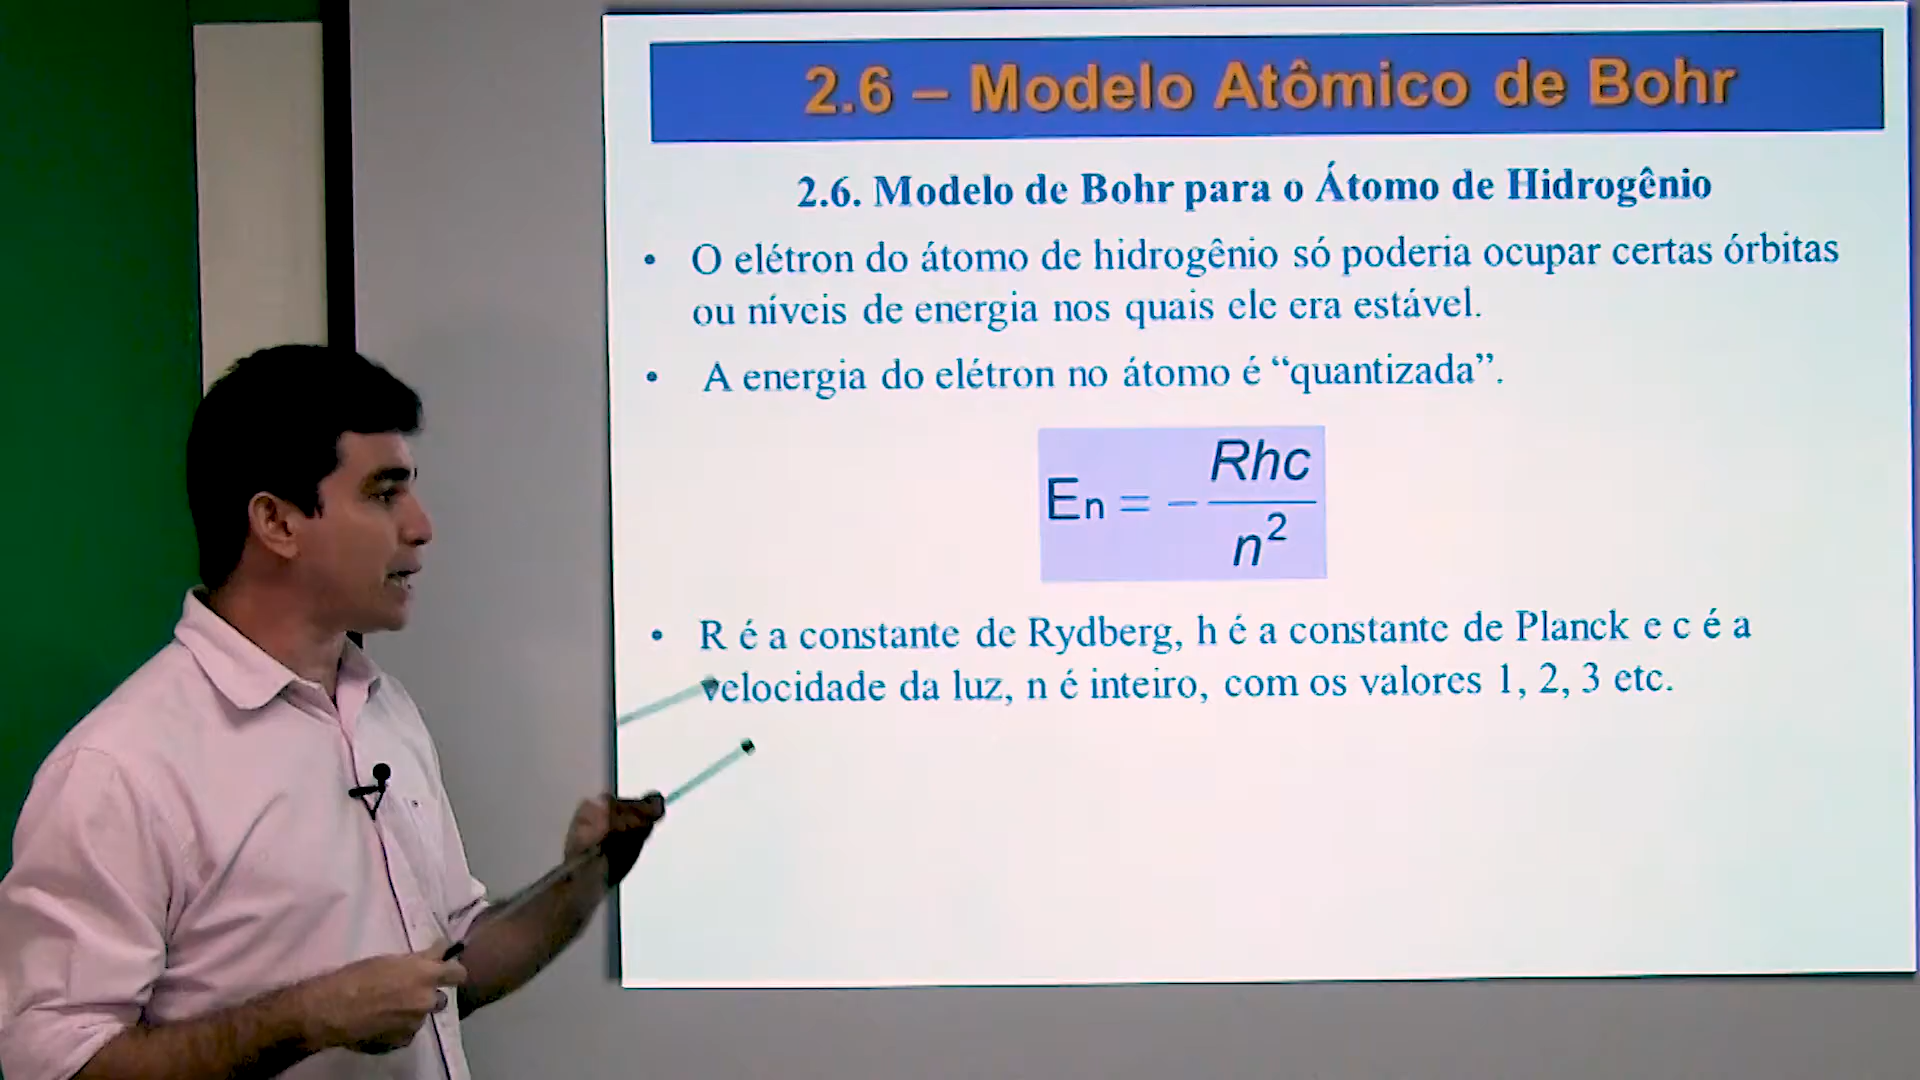 2.6 – Modelo Atômico de Bohr
2.6. Modelo de Bohr para o Átomo de Hidrogênio
• O elétron do átomo de hidrogênio só poderia ocupar certas órbitas
ou níveis de energia nos quais ele era estável.
• A energia do elétron no átomo é “quantizada”.
En = - Rhc / n²
• R é a constante de Rydberg, h é a constante de Planck e c é a
velocidade da luz, n é inteiro, com os valores 1, 2, 3 etc.